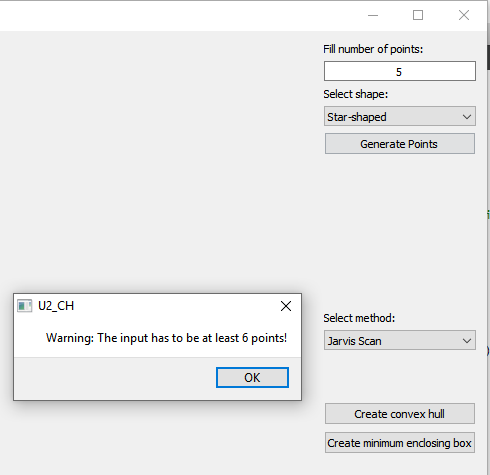 Fill number of points:
5
Select shape:
Star-shaped
Generate Points
U2_CH
Warning: The input has to be at least 6 points!
OK
Select method:
Jarvis Scan
Create convex hull
Create minimum enclosing box